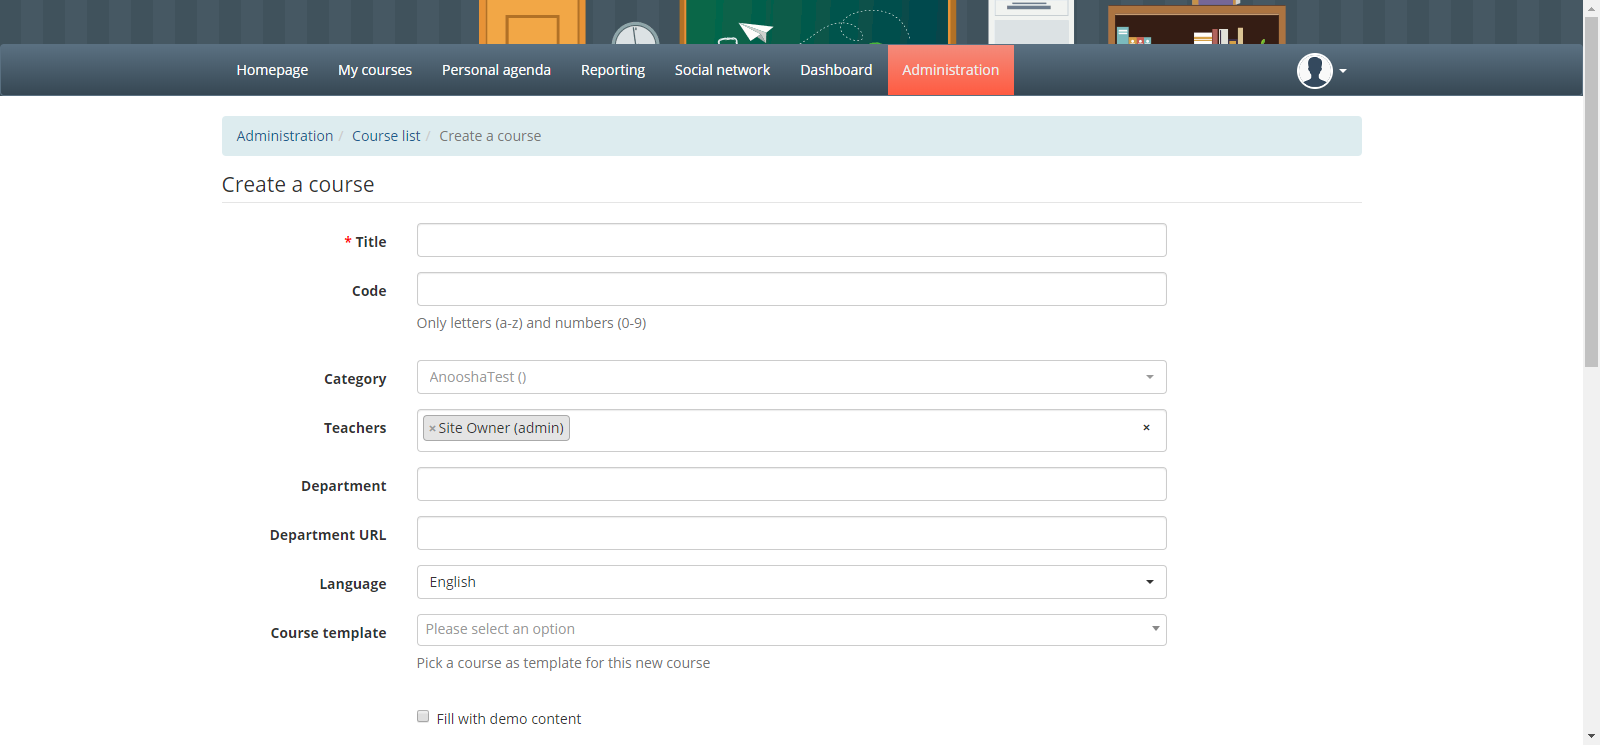 Homepage My courses Personal agenda Reporting Social network Dashboard Administration
Administration / Course list / Create a course
Create a course
* Title
Code
Only letters (a-z) and numbers (0-9)
Category AnooshaTest ()
Teachers × Site Owner (admin) ×
Department
Department URL
Language English
Course template Please select an option
Pick a course as template for this new course
Fill with demo content